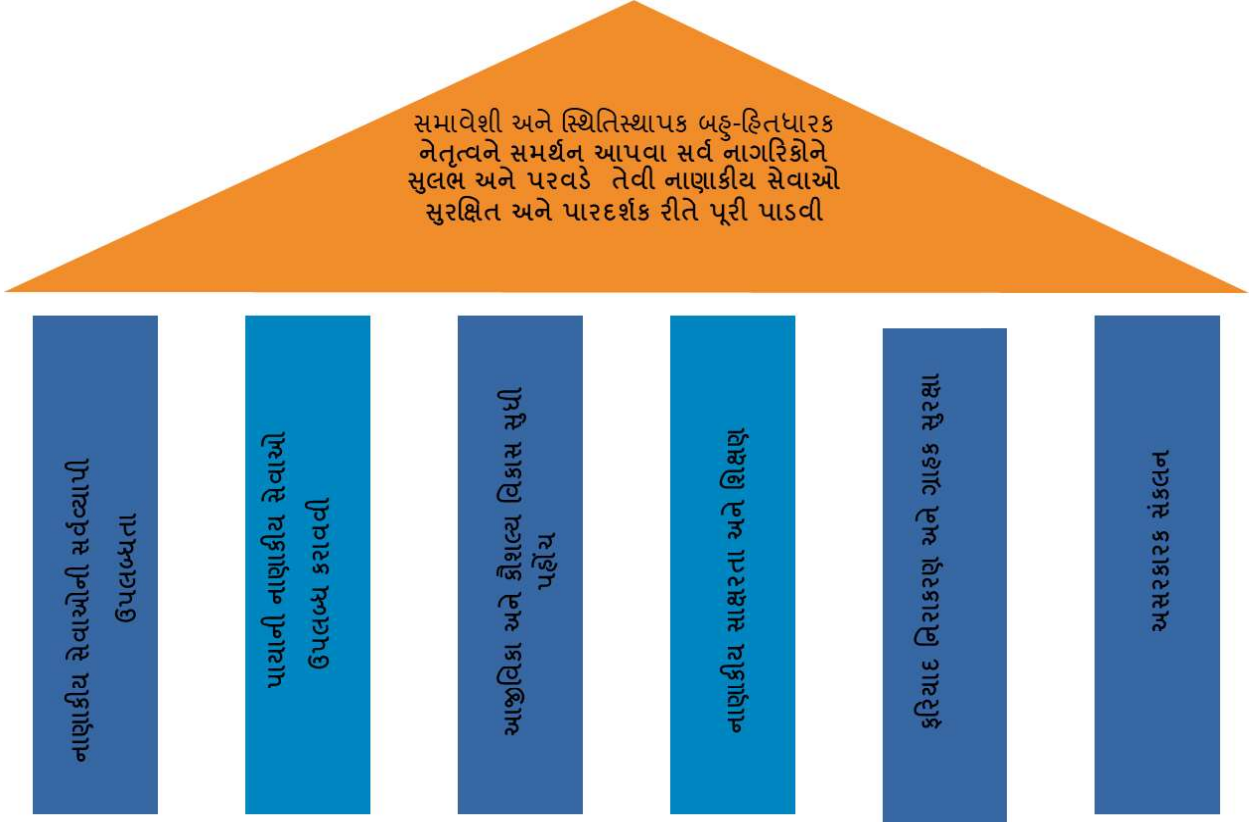 સમાવેશી અને સ્થિતિસ્થાપક બહુ-હિતધારક
નેતૃત્વને સમર્થન આપવા સર્વ નાગરિકોને
સુલભ અને પરવડે તેવી નાણાકીય સેવાઓ
સુરક્ષિત અને પારદર્શક રીતે પૂરી પાડવી
નાણાકીય સેવાઓની સર્વવ્યાપી
ઉપલબ્ધતા
પાયાની નાણાકીય સેવાઓ
ઉપલબ્ધ કરાવવી
આજીવિકા અને કૌશલ્ય વિકાસ સુધી
પહોંચ
નાણાકીય સાક્ષરતા અને શિક્ષણ
ફરિયાદ નિરાકરણ અને ગ્રાહક સુરક્ષા
અસરકારક સંકલન